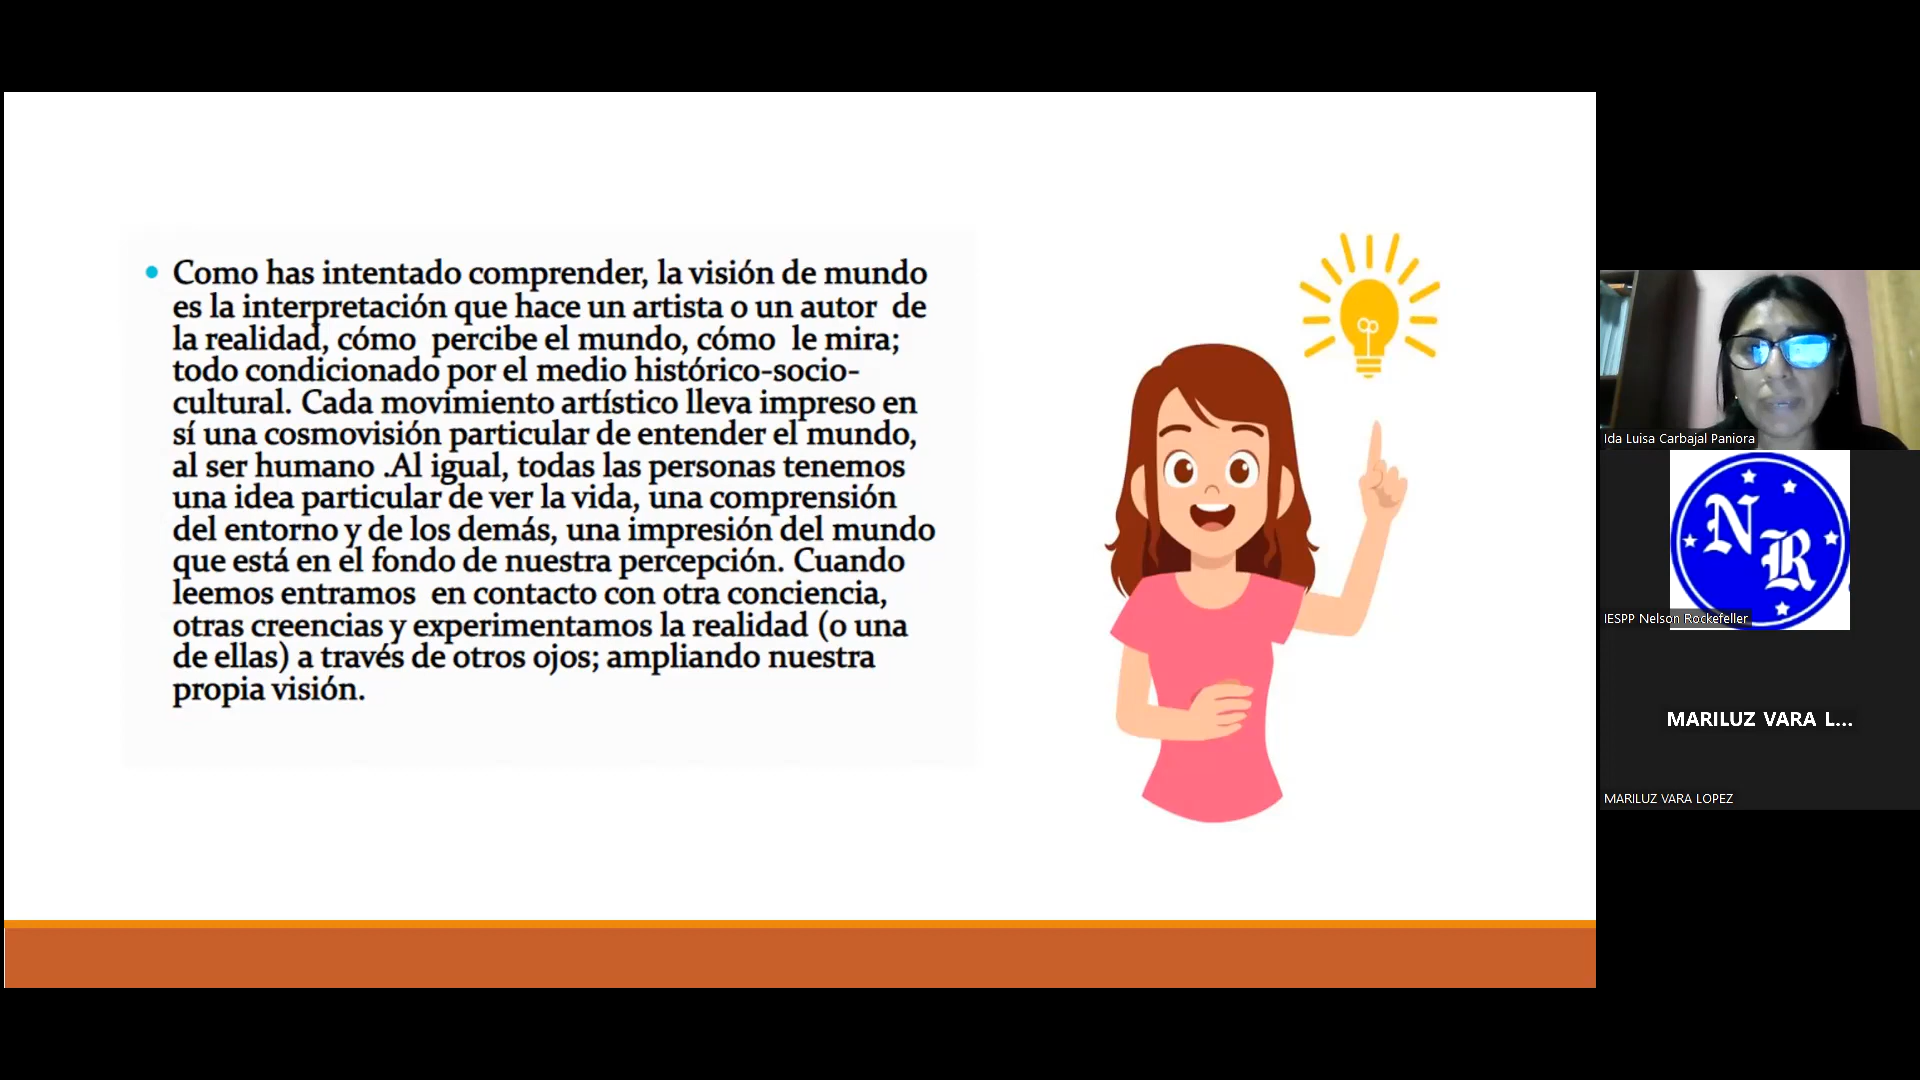 Como has intentado comprender, la visión de mundo
es la interpretación que hace un artista o un autor de
la realidad, cómo percibe el mundo, cómo le mira;
todo condicionado por el medio histórico-socio-
cultural. Cada movimiento artístico lleva impreso en
sí una cosmovisión particular de entender el mundo,
al ser humano .Al igual, todas las personas tenemos
una idea particular de ver la vida, una comprensión
del entorno y de los demás, una impresión del mundo
que está en el fondo de nuestra percepción. Cuando
leemos entramos en contacto con otra conciencia,
otras creencias y experimentamos la realidad (o una
de ellas) a través de otros ojos; ampliando nuestra
propia visión.
Ida Luisa Carbajal Paniora
N R
IESPP Nelson Rockefeller
MARILUZ VARA L...
MARILUZ VARA LOPEZ